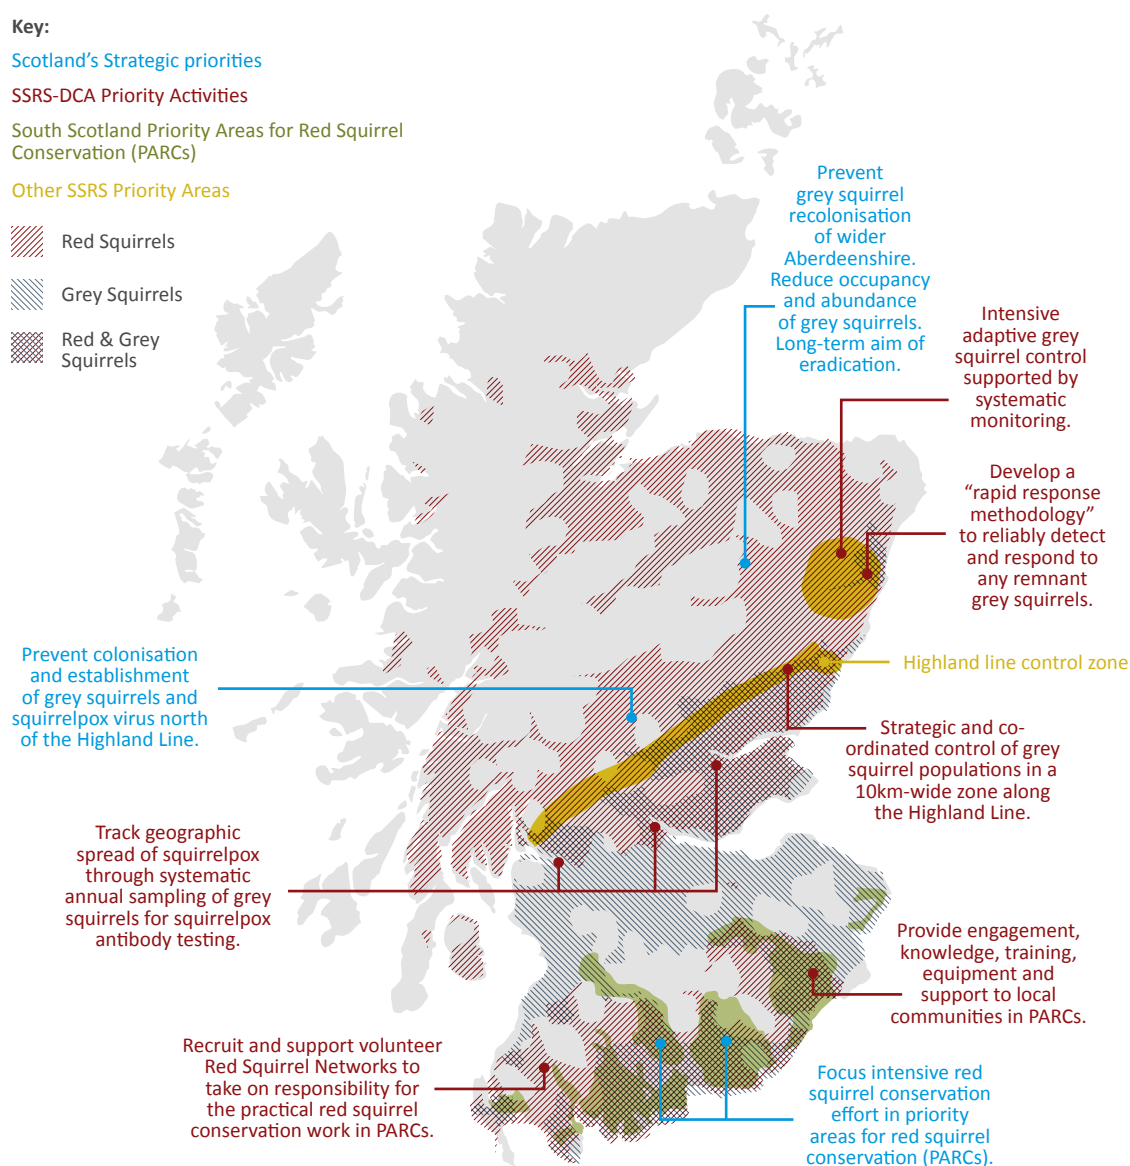 Key:
Scotland's Strategic priorities
SSRS-DCA Priority Activities
South Scotland Priority Areas for Red Squirrel
Conservation (PARCs)
Other SSRS Priority Areas
Red Squirrels
Grey Squirrels
Red & Grey
Squirrels
Prevent
grey squirrel
recolonisation
of wider
Aberdeenshire.
Reduce occupancy
and abundance
of grey squirrels.
Long-term aim of
eradication.
Intensive
adaptive grey
squirrel control
supported by
systematic
monitoring.
Develop a
“rapid response
methodology”
to reliably detect
and respond to
any remnant
grey squirrels.
Prevent colonisation
and establishment
of grey squirrels and
squirrelpox virus north
of the Highland Line.
Highland line control zone
Strategic and co-
ordinated control of grey
squirrel populations in a
10km-wide zone along
the Highland Line.
Track geographic
spread of squirrelpox
through systematic
annual sampling of grey
squirrels for squirrelpox
antibody testing.
Provide engagement,
knowledge, training,
equipment and
support to local
communities in PARCs.
Recruit and support volunteer
Red Squirrel Networks to
take on responsibility for
the practical red squirrel
conservation work in PARCs.
Focus intensive red
squirrel conservation
effort in priority
areas for red squirrel
conservation (PARCs).